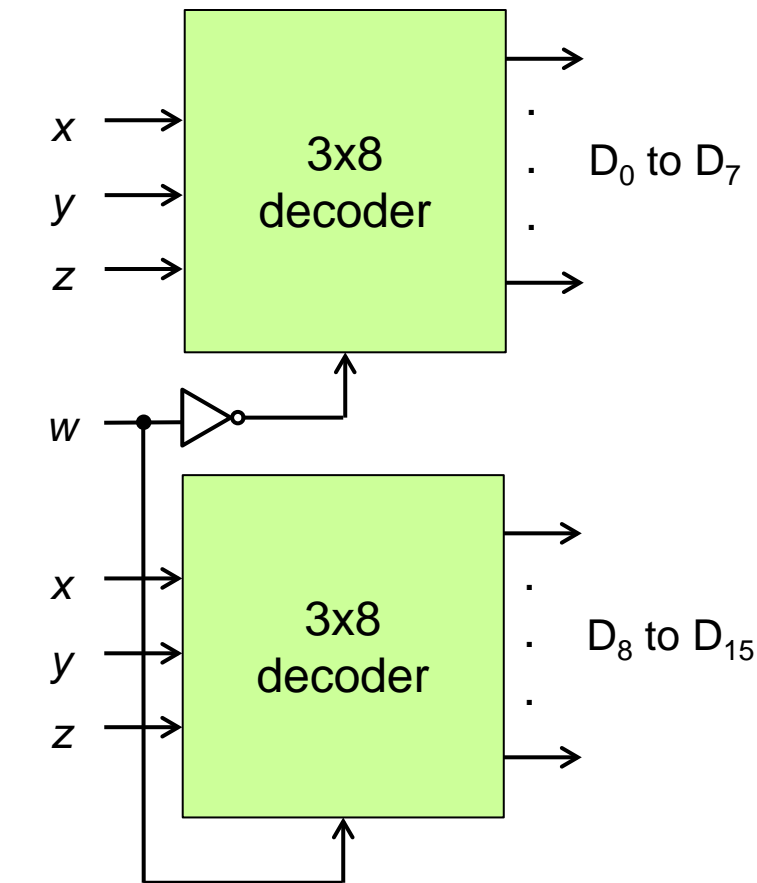 x
y
z
3x8
decoder
.
.
.
D₀ to D₇
w
x
y
z
3x8
decoder
.
.
.
D₈ to D₁₅